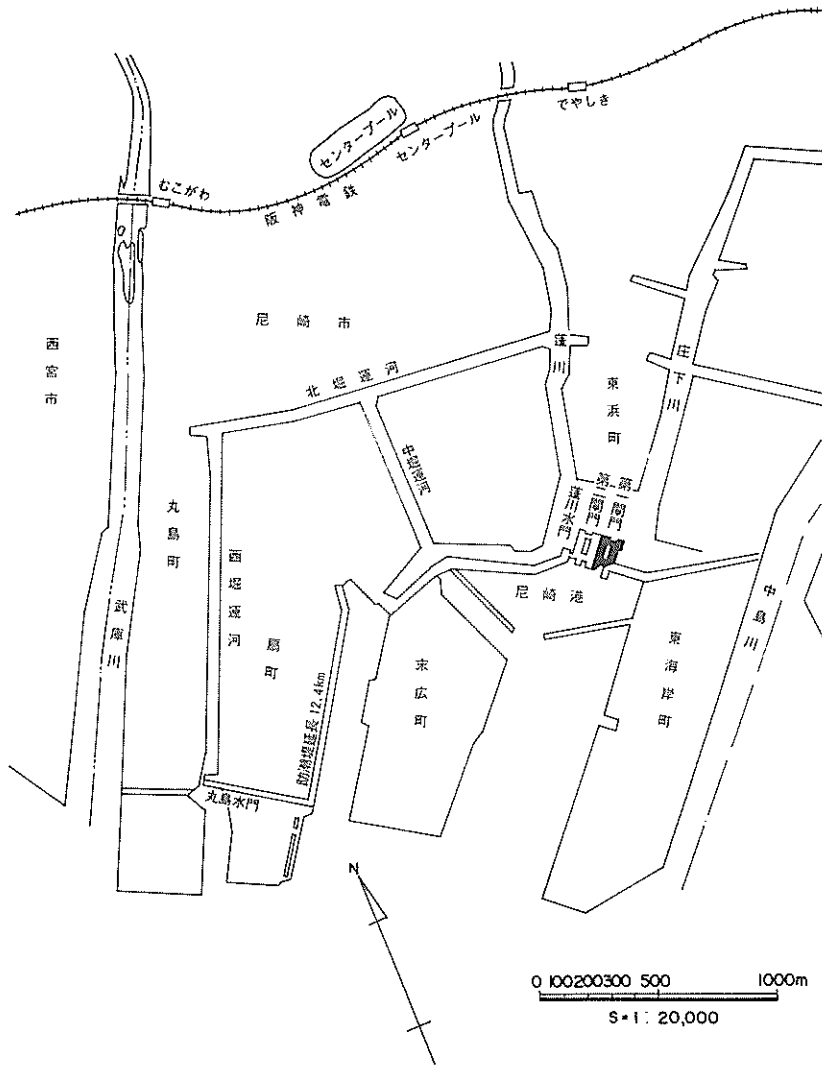 でやしき
センタープール
センタープール
むこがわ
阪神電鉄
尼崎市
西宮市
蓬川
庄下川
北堀運河
東浜町
中堀運河
第一閘門
第二閘門
蓬川水門
丸島町
西堀運河
尼崎港
中島川
武庫川
扇町
末広町
東海岸町
防潮堤延長 12.4km
丸島水門
N
0 100200300 500 1000m
S=1: 20,000